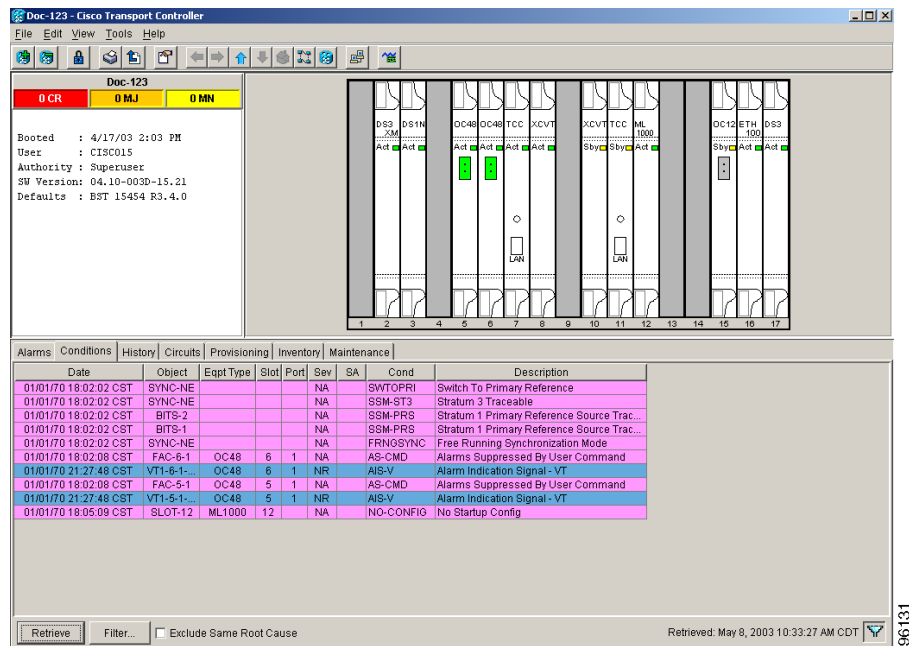 Doc-123 - Cisco Transport Controller
File Edit View Tools Help
Doc-123
0 CR 0 MJ 0 MN
Booted : 4/17/03 2:03 PM
User : CISCO15
Authority : Superuser
SW Version: 04.10-003D-15.21
Defaults : BST 15454 R3.4.0
DS3 XM DS1N OC48 OC48 TCC XCVT XCVT TCC ML 1000 OC12 ETH 100 DS3
Act Act Act Act Act Act Sby Sby Act Sby Act Act
LAN LAN
1 2 3 4 5 6 7 8 9 10 11 12 13 14 15 16 17
Alarms Conditions History Circuits Provisioning Inventory Maintenance
Date Object Eqpt Type Slot Port Sev SA Cond Description
01/01/70 18:02:02 CST SYNC-NE NA SWTOPRI Switch To Primary Reference
01/01/70 18:02:02 CST SYNC-NE NA SSM-ST3 Stratum 3 Traceable
01/01/70 18:02:02 CST BITS-2 NA SSM-PRS Stratum 1 Primary Reference Source Trac...
01/01/70 18:02:02 CST BITS-1 NA SSM-PRS Stratum 1 Primary Reference Source Trac...
01/01/70 18:02:02 CST SYNC-NE NA FRNGSYNC Free Running Synchronization Mode
01/01/70 18:02:08 CST FAC-6-1 OC48 6 1 NA AS-CMD Alarms Suppressed By User Command
01/01/70 21:27:48 CST VT1-6-1-... OC48 6 1 NR AIS-V Alarm Indication Signal - VT
01/01/70 18:02:08 CST FAC-5-1 OC48 5 1 NA AS-CMD Alarms Suppressed By User Command
01/01/70 21:27:48 CST VT1-5-1-... OC48 5 1 NR AIS-V Alarm Indication Signal - VT
01/01/70 18:05:09 CST SLOT-12 ML1000 12 NA NO-CONFIG No Startup Config
Retrieve Filter... Exclude Same Root Cause Retrieved: May 8, 2003 10:33:27 AM CDT
96131